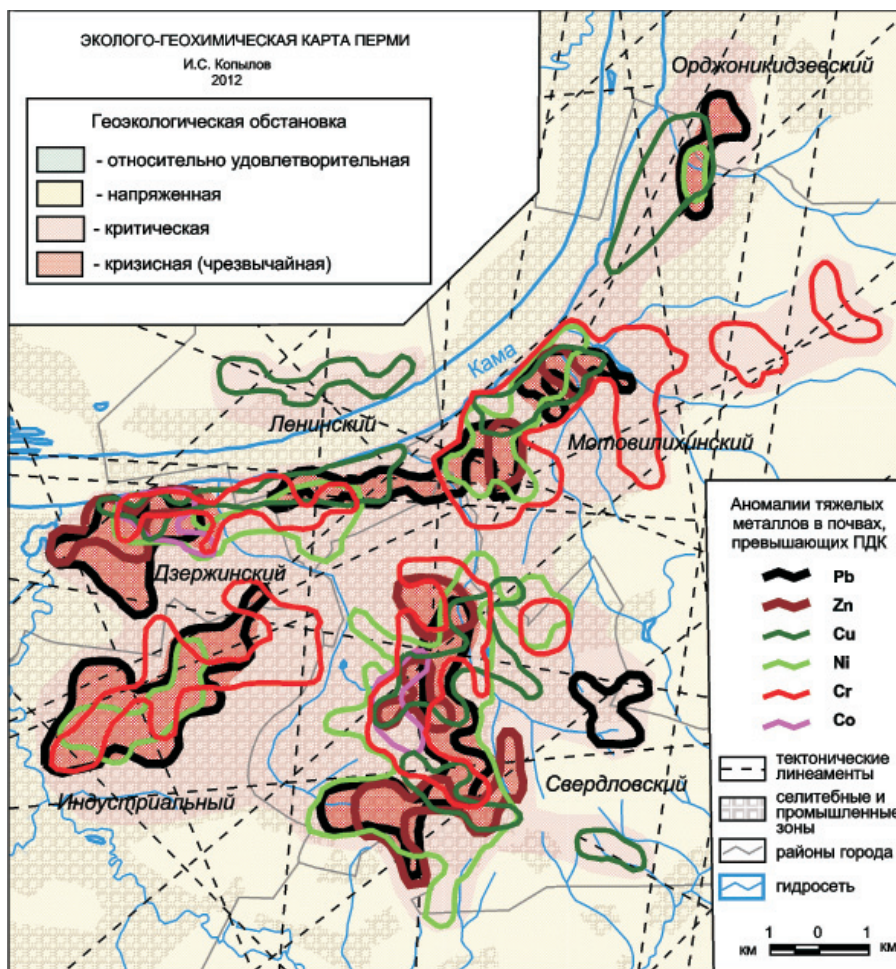 ЭКОЛОГО-ГЕОХИМИЧЕСКАЯ КАРТА ПЕРМИ
И.С. Копылов
2012
Геоэкологическая обстановка
- относительно удовлетворительная
- напряженная
- критическая
- кризисная (чрезвычайная)
Орджоникидзевский
Кама
Ленинский
Мотовилихинский
Дзержинский
Индустриальный
Свердловский
Аномалии тяжелых
металлов в почвах,
превышающих ПДК
Pb
Zn
Cu
Ni
Cr
Co
тектонические
линеаменты
селитебные и
промышленные
зоны
районы города
гидросеть
1 0 1
км км